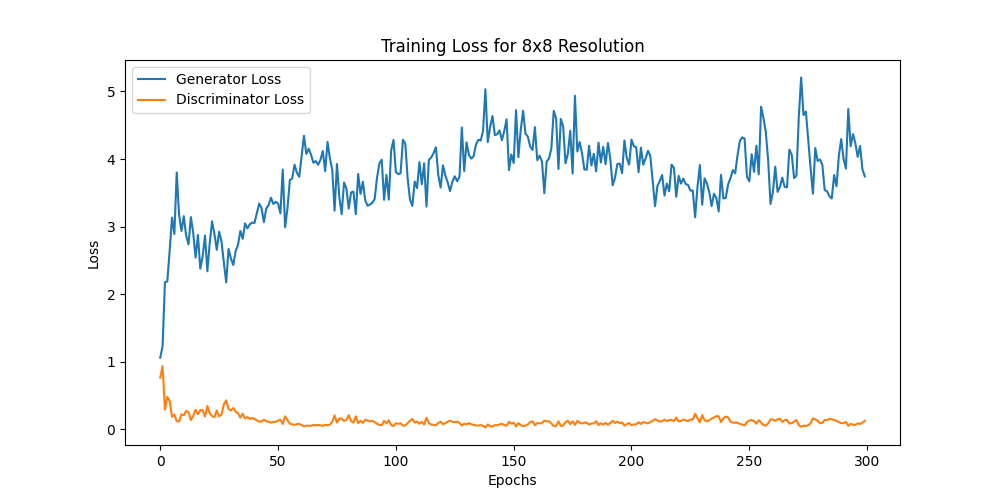 Training Loss for 8x8 Resolution
Generator Loss
Discriminator Loss
5
4
3
2
1
0
Loss
0 50 100 150 200 250 300
Epochs